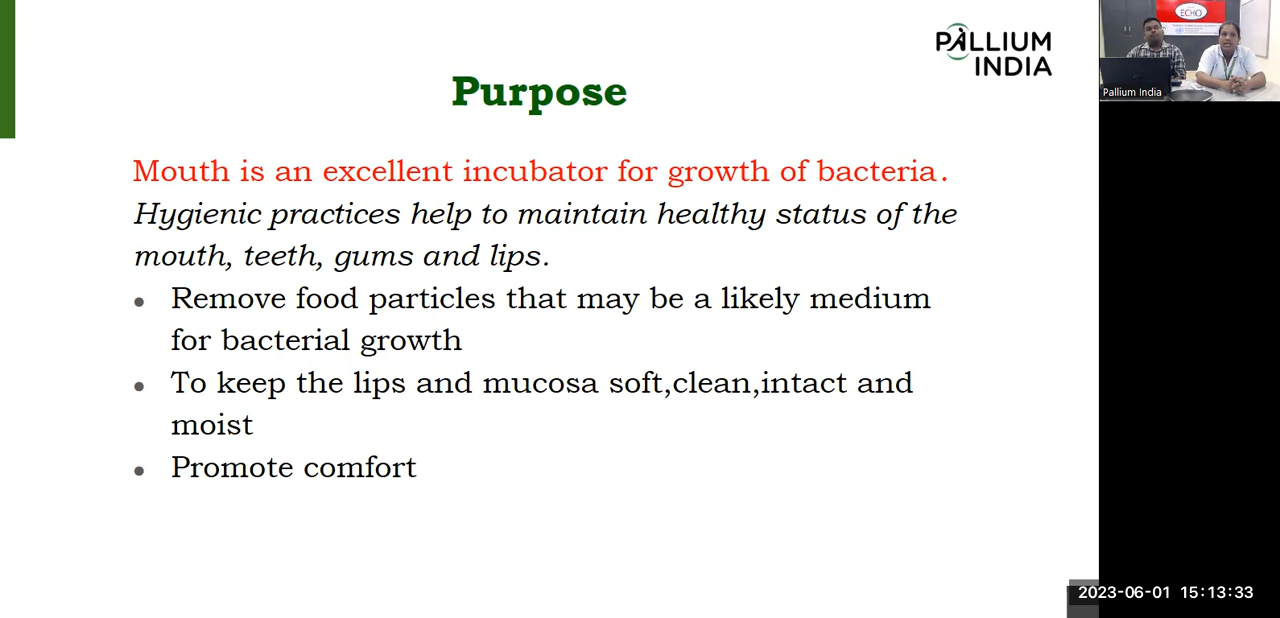 PALLIUM
INDIA
ECHO
Pallium India
Purpose
Mouth is an excellent incubator for growth of bacteria.
Hygienic practices help to maintain healthy status of the
mouth, teeth, gums and lips.
Remove food particles that may be a likely medium
for bacterial growth
To keep the lips and mucosa soft,clean,intact and
moist
Promote comfort
2023-06-01 15:13:33